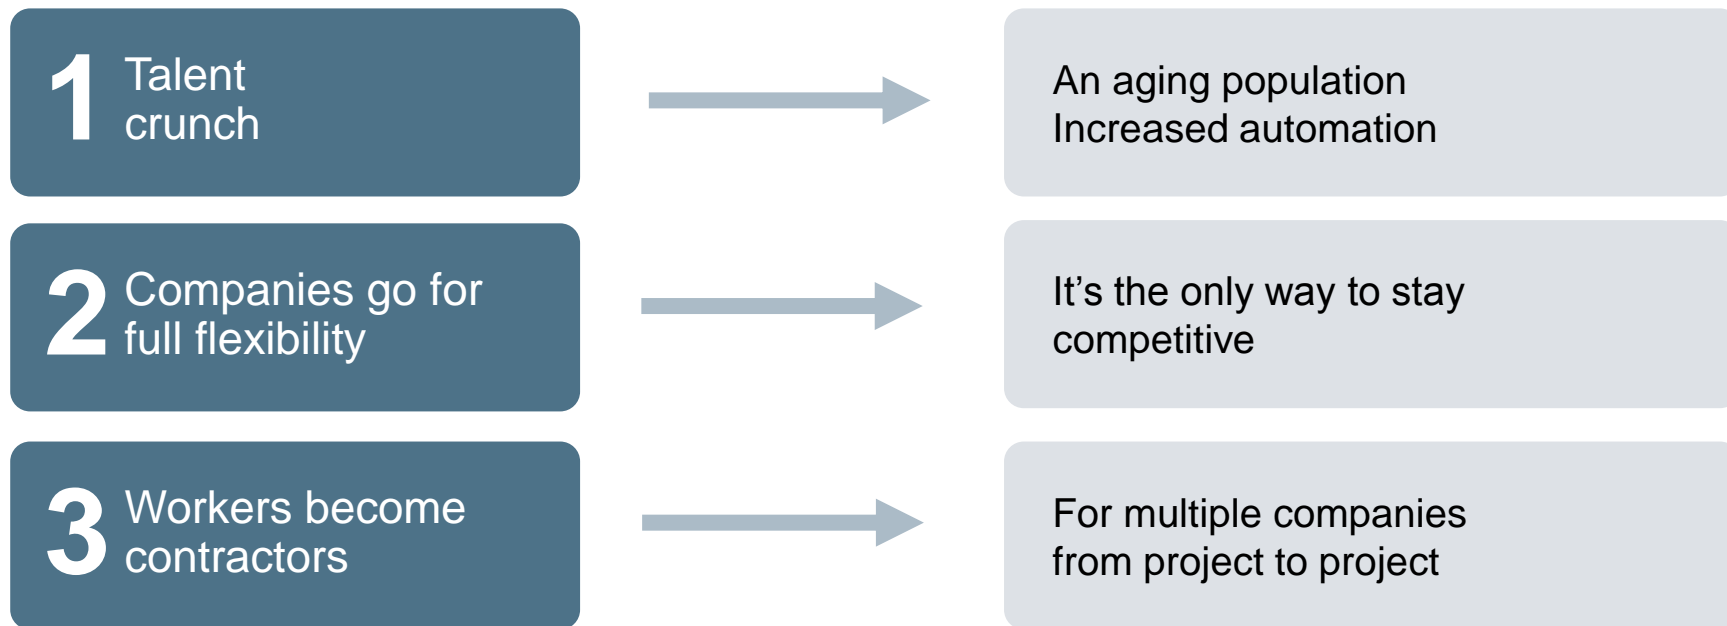 1
Talent
crunch
An aging population
Increased automation
2
Companies go for
full flexibility
It’s the only way to stay
competitive
3
Workers become
contractors
For multiple companies
from project to project